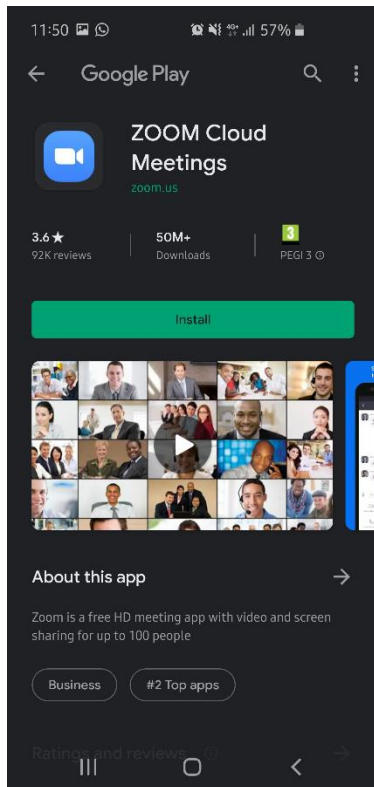 11:50 4G+ 57%
Google Play
ZOOM Cloud
Meetings
zoom.us
3.6★ 50M+ 3
92K reviews Downloads PEGI 3
Install
About this app
Zoom is a free HD meeting app with video and screen
sharing for up to 100 people
Business #2 Top apps
Ratings and reviews